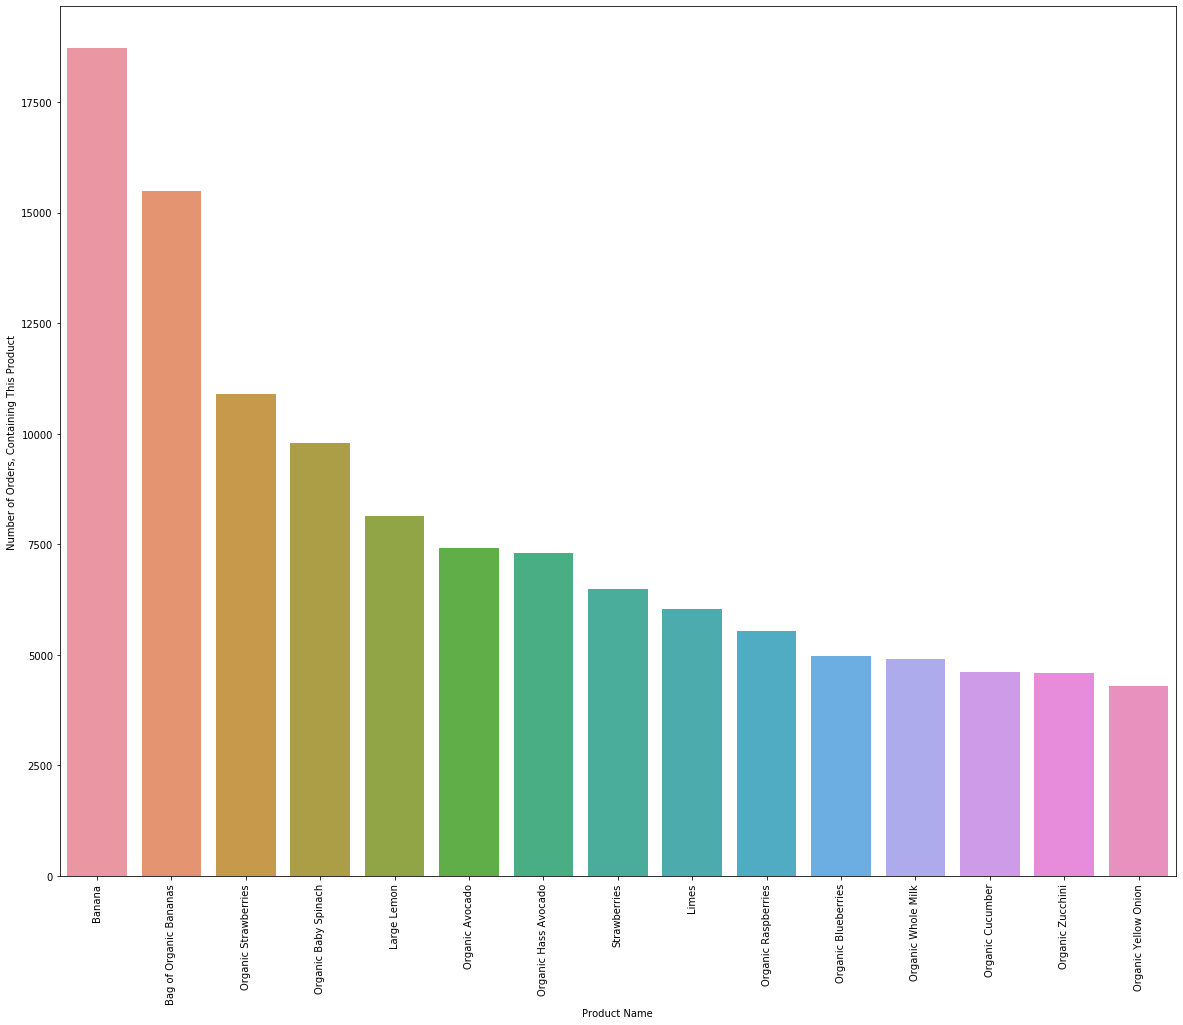 17500
15000
12500
10000
7500
5000
2500
0
Number of Orders, Containing This Product
Banana
Bag of Organic Bananas
Organic Strawberries
Organic Baby Spinach
Large Lemon
Organic Avocado
Organic Hass Avocado
Strawberries
Limes
Organic Raspberries
Organic Blueberries
Organic Whole Milk
Organic Cucumber
Organic Zucchini
Organic Yellow Onion
Product Name